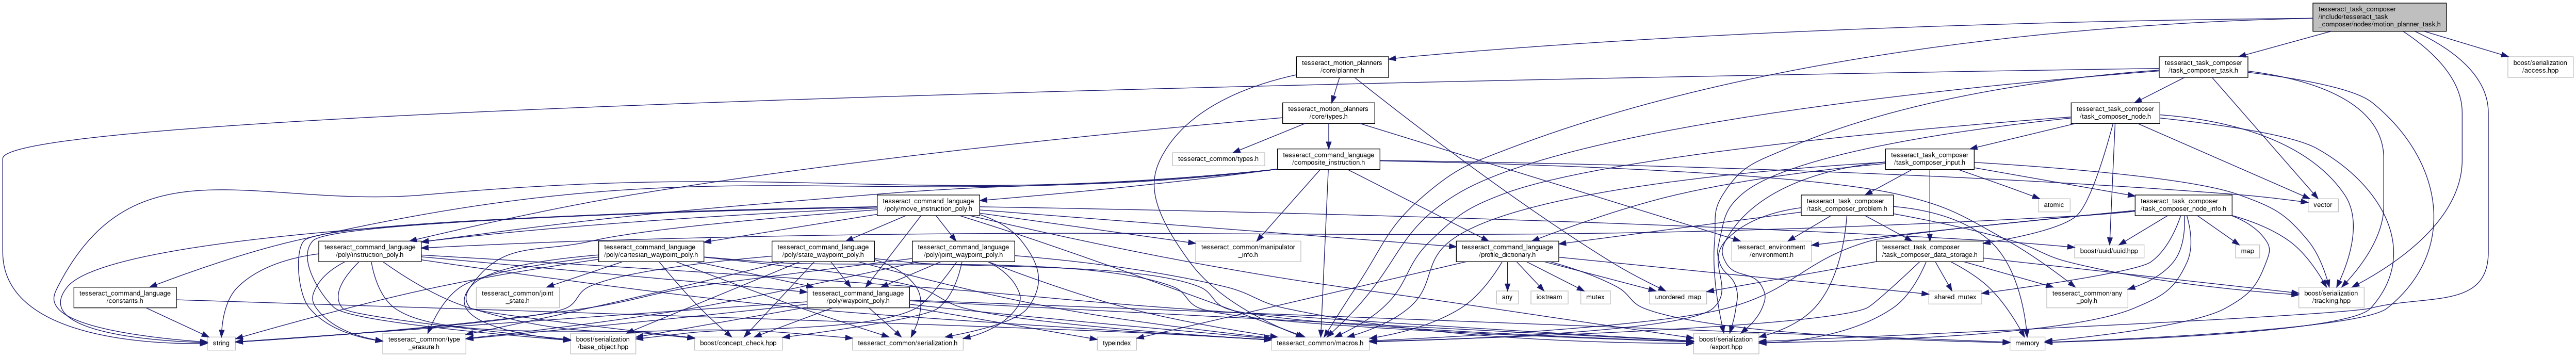 tesseract_task_composer
/include/tesseract_task
_composer/nodes/motion_planner_task.h
tesseract_motion_planners
/core/planner.h
tesseract_task_composer
/task_composer_task.h
boost/serialization
/access.hpp
tesseract_motion_planners
/core/types.h
tesseract_task_composer
/task_composer_node.h
tesseract_common/types.h
tesseract_command_language
/composite_instruction.h
tesseract_task_composer
/task_composer_input.h
tesseract_command_language
/poly/move_instruction_poly.h
tesseract_task_composer
/task_composer_problem.h
atomic
tesseract_task_composer
/task_composer_node_info.h
vector
tesseract_command_language
/poly/instruction_poly.h
tesseract_command_language
/poly/cartesian_waypoint_poly.h
tesseract_command_language
/poly/state_waypoint_poly.h
tesseract_command_language
/poly/joint_waypoint_poly.h
tesseract_common/manipulator
_info.h
tesseract_command_language
/profile_dictionary.h
tesseract_environment
/environment.h
tesseract_task_composer
/task_composer_data_storage.h
boost/uuid/uuid.hpp
map
tesseract_command_language
/constants.h
tesseract_common/joint
_state.h
tesseract_command_language
/poly/waypoint_poly.h
any
iostream
mutex
unordered_map
shared_mutex
tesseract_common/any
_poly.h
boost/serialization
/tracking.hpp
string
tesseract_common/type
_erasure.h
boost/serialization
/base_object.hpp
boost/concept_check.hpp
tesseract_common/serialization.h
typeindex
tesseract_common/macros.h
boost/serialization
/export.hpp
memory